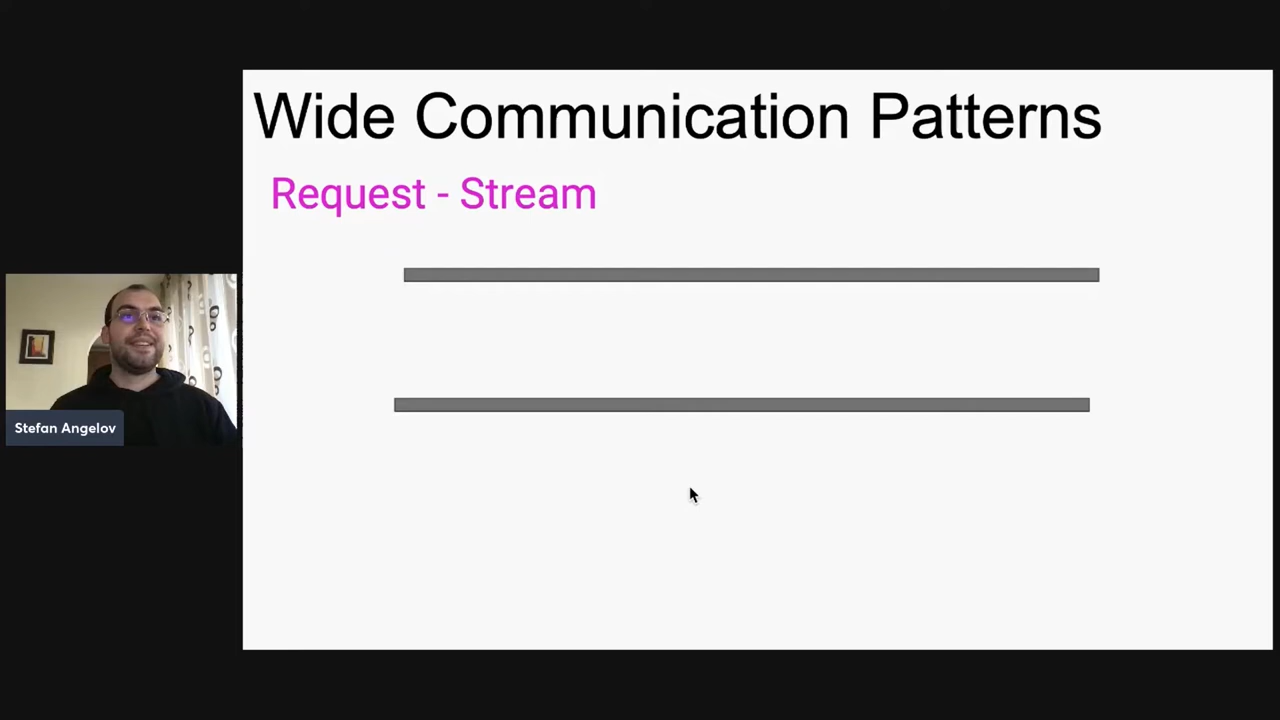 Wide Communication Patterns
Request - Stream
Stefan Angelov